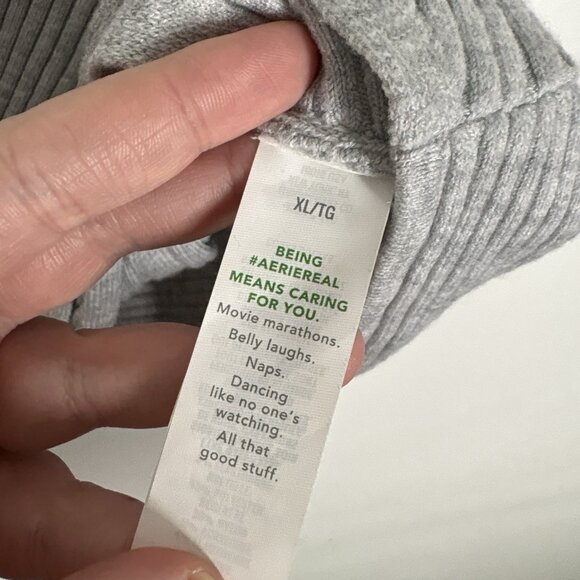 XL/TG
BEING
#AERIEREAL
MEANS CARING
FOR YOU.
Movie marathons.
Belly laughs.
Naps.
Dancing
like no one's
watching.
All that
good stuff.